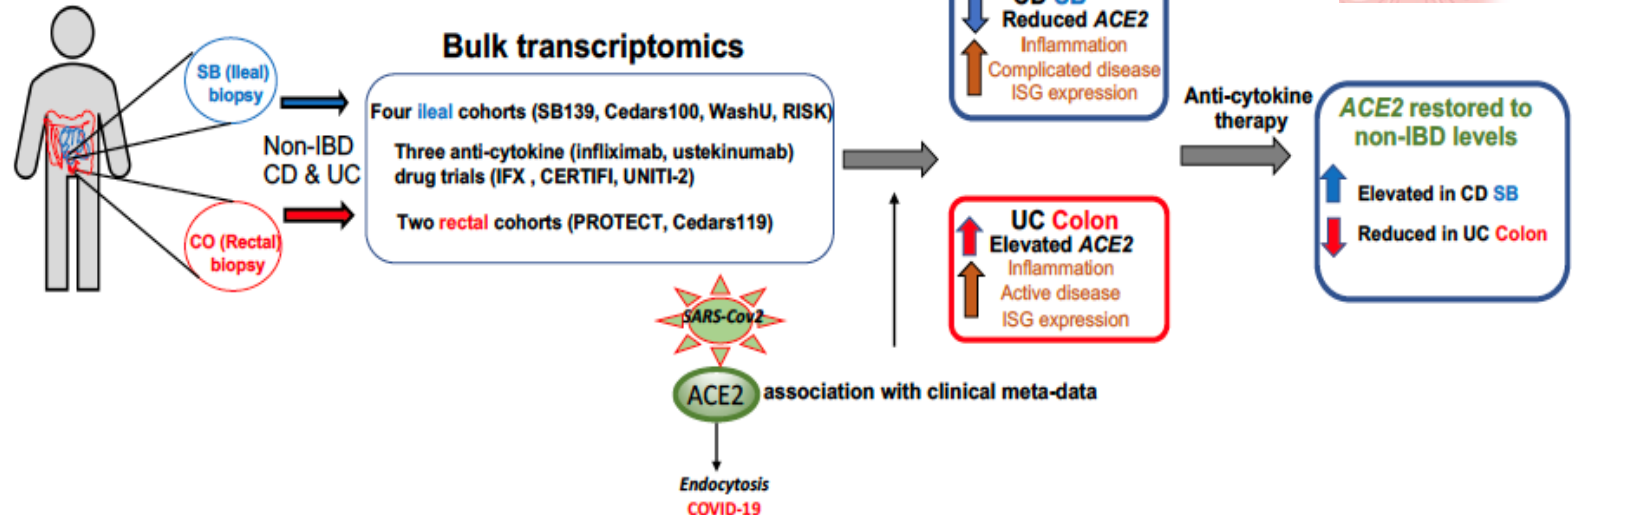 SB (Ileal)
biopsy
Non-IBD
CD & UC
CO (Rectal)
biopsy
Bulk transcriptomics
Four ileal cohorts (SB139, Cedars100, WashU, RISK)
Three anti-cytokine (infliximab, ustekinumab)
drug trials (IFX , CERTIFI, UNITI-2)
Two rectal cohorts (PROTECT, Cedars119)
SARS-Cov2
ACE2
association with clinical meta-data
Endocytosis
COVID-19
CD SB
Reduced ACE2
Inflammation
Complicated disease
ISG expression
UC Colon
Elevated ACE2
Inflammation
Active disease
ISG expression
Anti-cytokine
therapy
ACE2 restored to
non-IBD levels
Elevated in CD SB
Reduced in UC Colon